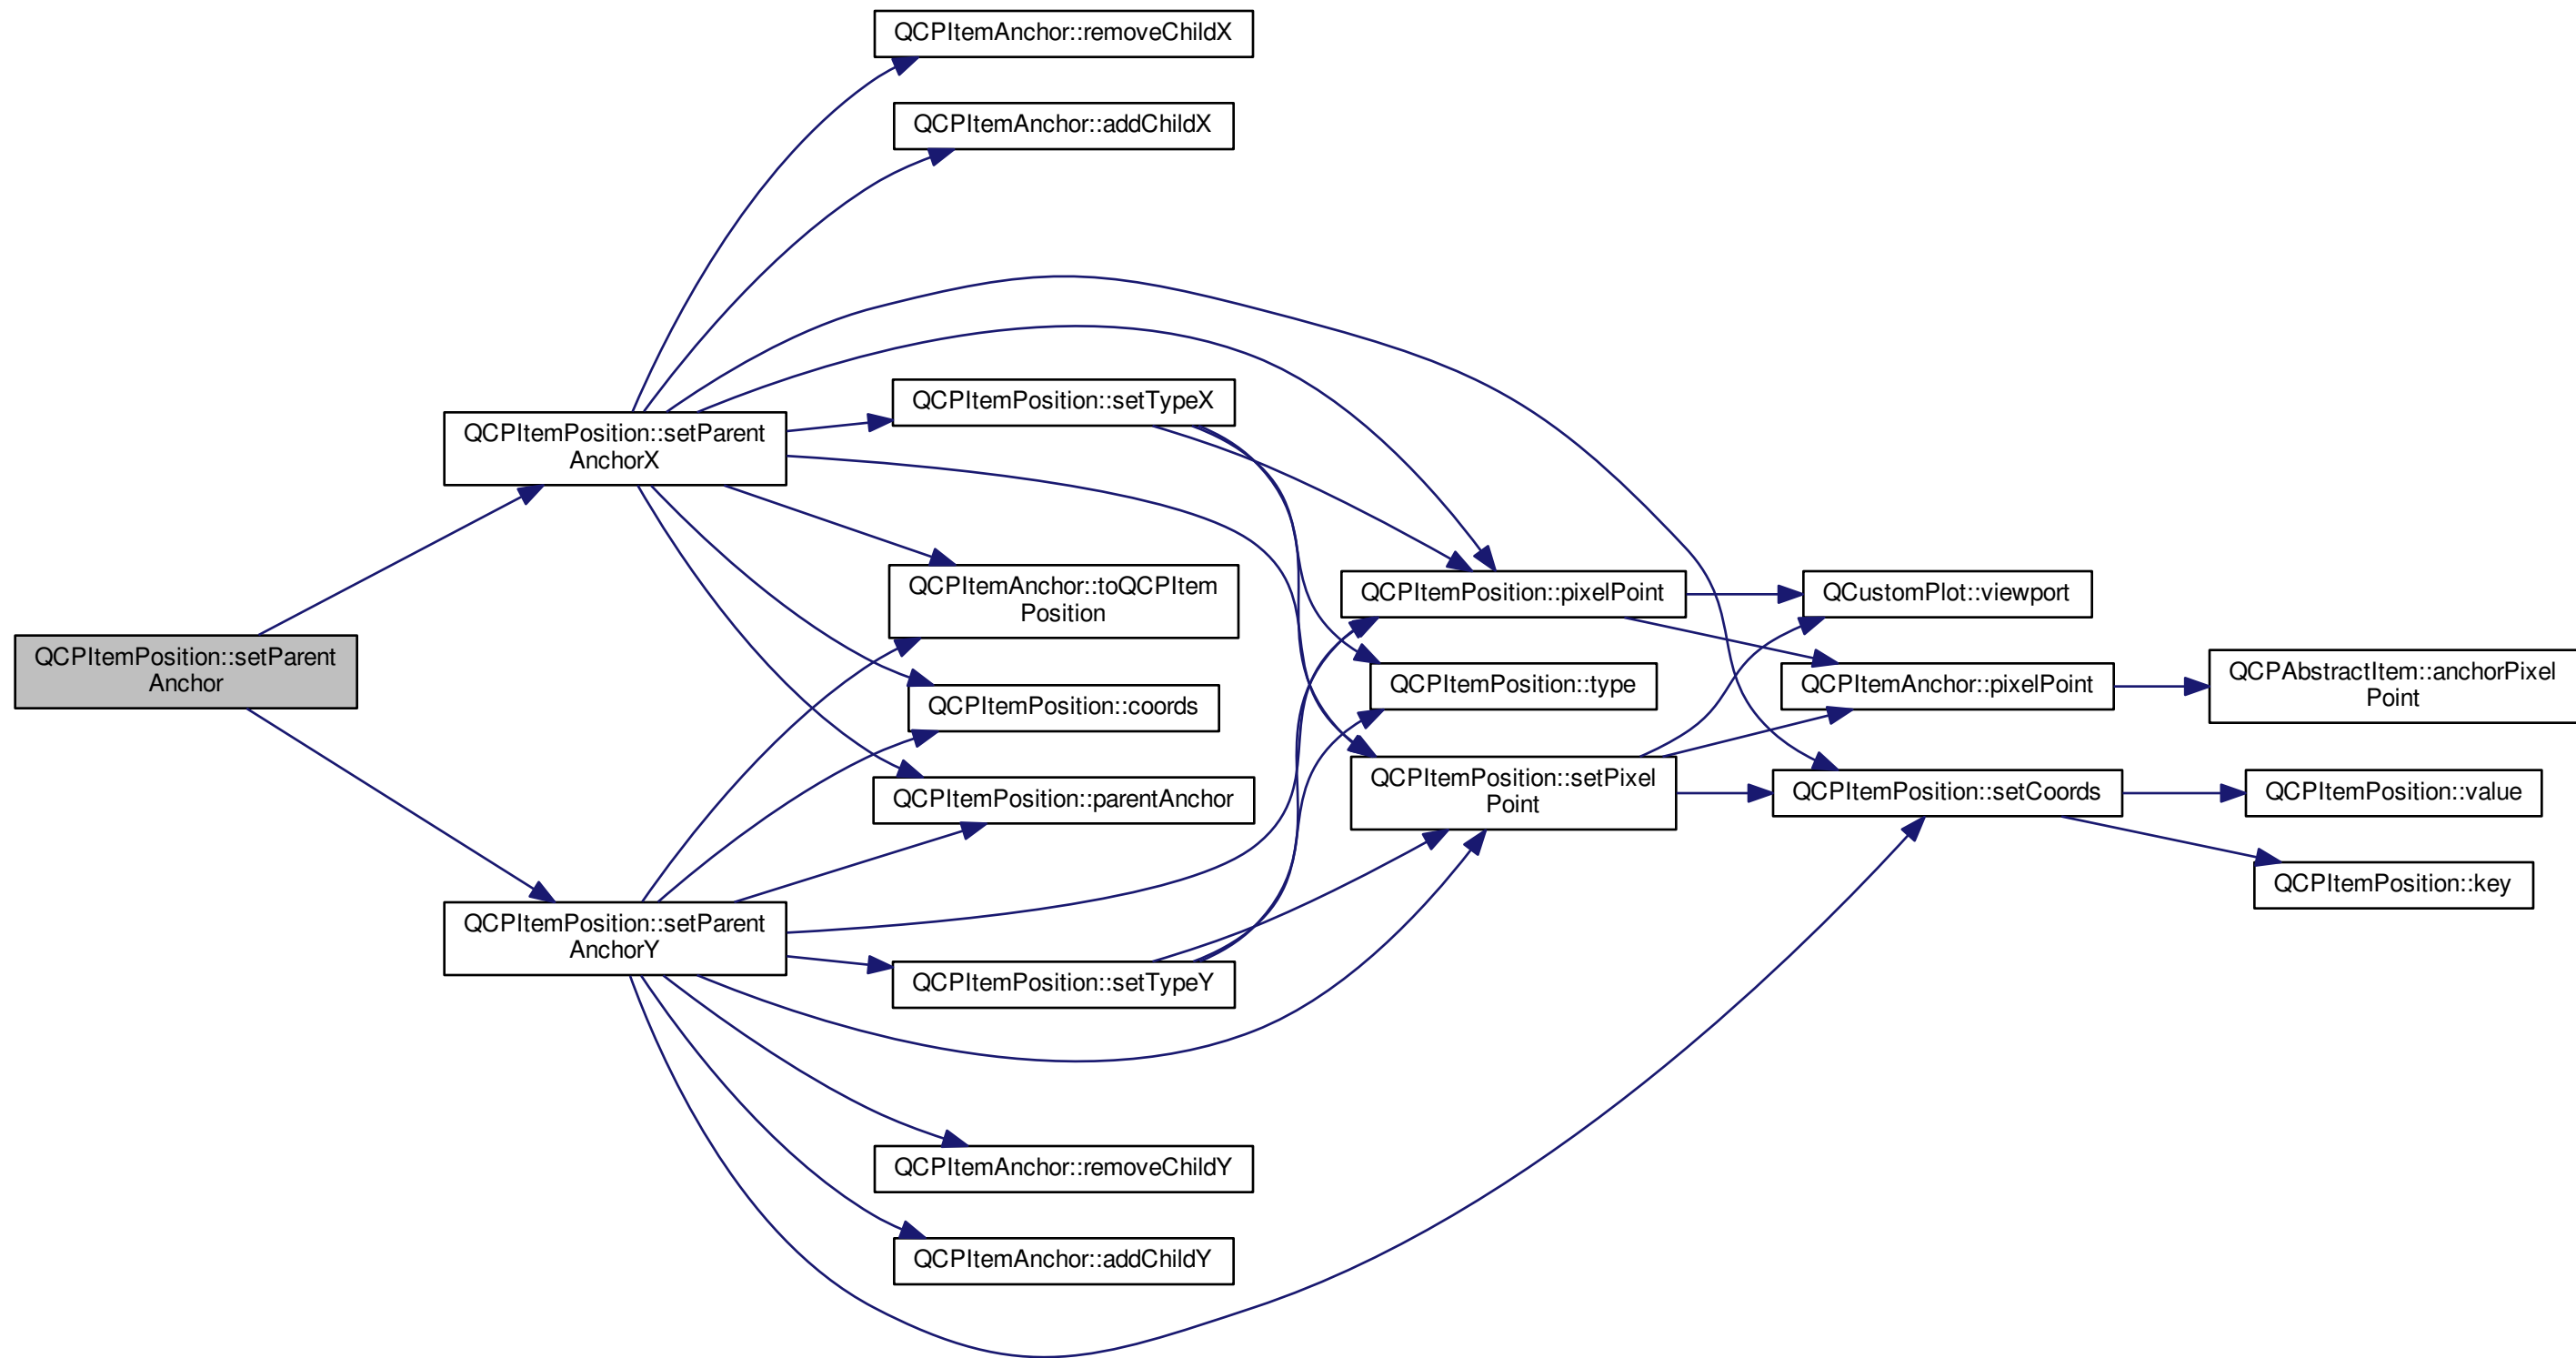 QCPItemAnchor::removeChildX
QCPItemAnchor::addChildX
QCPItemPosition::setTypeX
QCPItemPosition::setParent
AnchorX
QCPItemAnchor::toQCPItem
Position
QCPItemPosition::pixelPoint
QCustomPlot::viewport
QCPItemPosition::setParent
Anchor
QCPItemPosition::type
QCPItemAnchor::pixelPoint
QCPAbstractItem::anchorPixel
Point
QCPItemPosition::coords
QCPItemPosition::parentAnchor
QCPItemPosition::setPixel
Point
QCPItemPosition::setCoords
QCPItemPosition::value
QCPItemPosition::key
QCPItemPosition::setParent
AnchorY
QCPItemPosition::setTypeY
QCPItemAnchor::removeChildY
QCPItemAnchor::addChildY